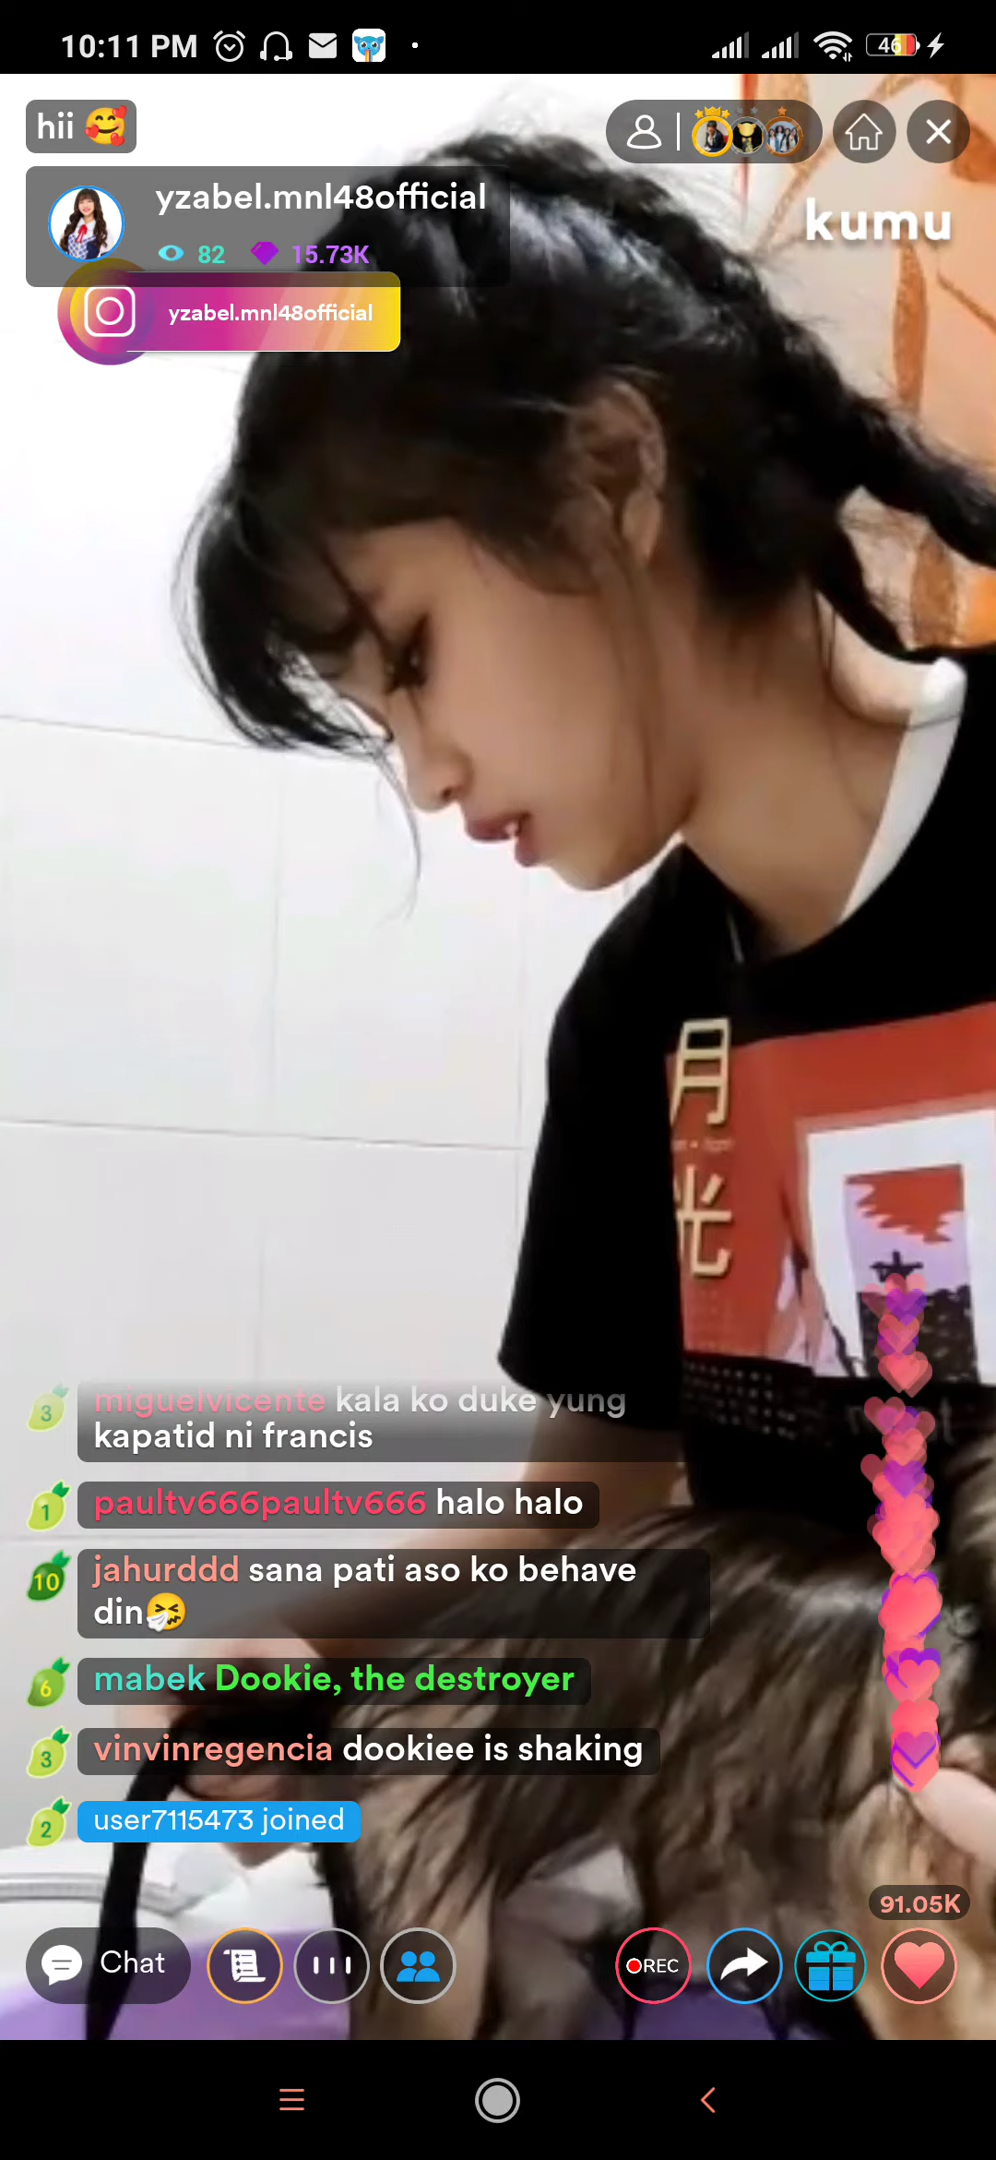 10:11 PM
46
hii 🥰
yzabel.mnl48official
82 15.73K
kumu
yzabel.mnl48official
月
光
3 miguelvicente kala ko duke yung
kapatid ni francis
1 paultv666paultv666 halo halo
10 jahurddd sana pati aso ko behave
din🤧
6 mabek Dookie, the destroyer
3 vinvinregencia dookiee is shaking
2 user7115473 joined
91.05K
Chat
REC